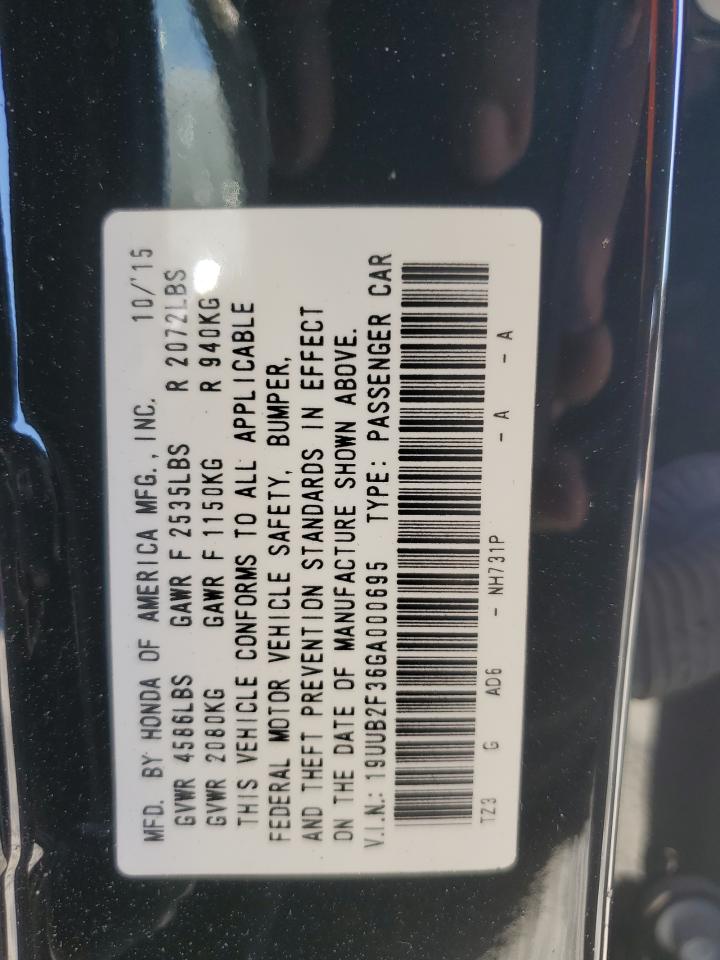 MFD. BY HONDA OF AMERICA MFG., INC. 10/'15
GVWR 4586LBS GAWR F 2535LBS R 2072LBS
GVWR 2080KG GAWR F 1150KG R 940KG
THIS VEHICLE CONFORMS TO ALL APPLICABLE
FEDERAL MOTOR VEHICLE SAFETY, BUMPER,
AND THEFT PREVENTION STANDARDS IN EFFECT
ON THE DATE OF MANUFACTURE SHOWN ABOVE.
V.I.N.: 19UUB2F36GA000695 TYPE: PASSENGER CAR
TZ3 G AD6 - NH731P - A - A